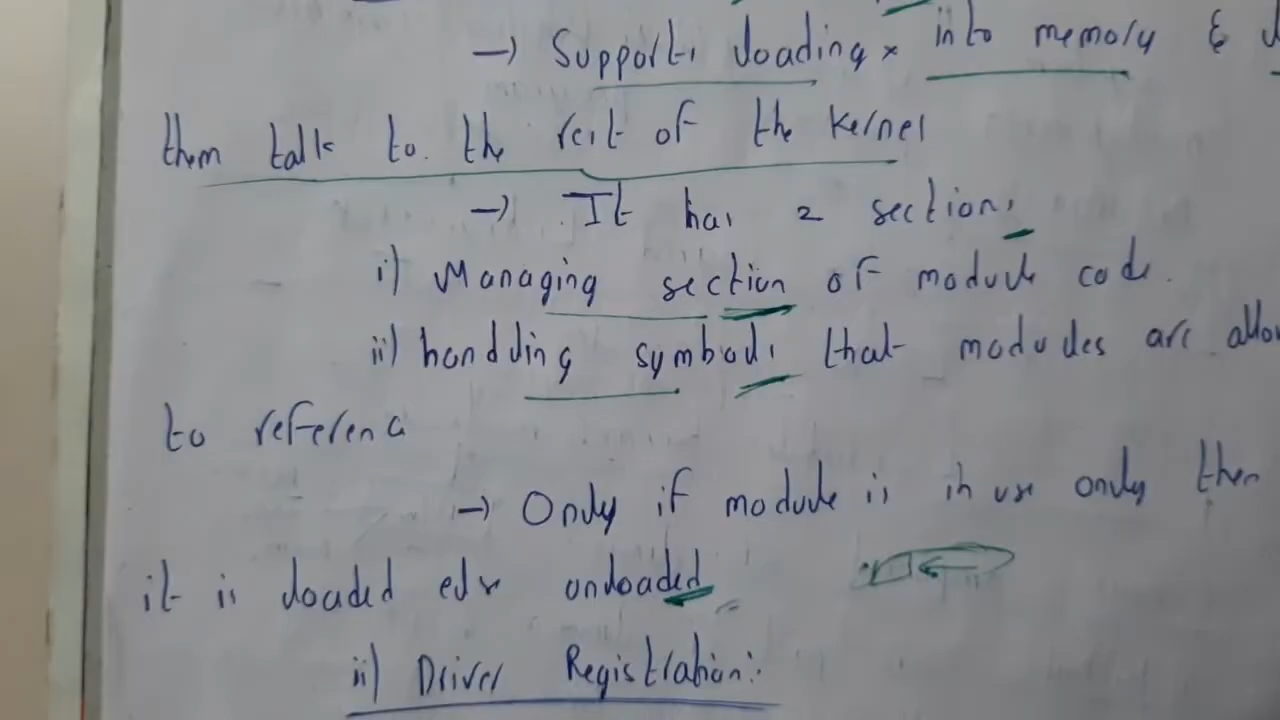 → Supports loading × into memory &
them talk to. the rest of the kernel
→ It has 2 sections
i) Managing section of module code.
ii) handling symbols that modules are allo
to reference
→ Only if module is in use only then
it is loaded else unloaded
ii) Driver Registration: